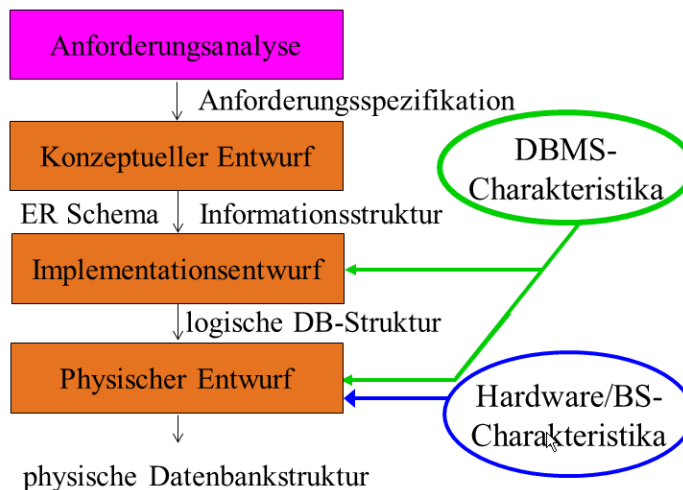 Anforderungsanalyse
Anforderungsspezifikation
Konzeptueller Entwurf
DBMS-
Charakteristika
ER Schema
Informationsstruktur
Implementationsentwurf
logische DB-Struktur
Physischer Entwurf
Hardware/BS-
Charakteristika
physische Datenbankstruktur